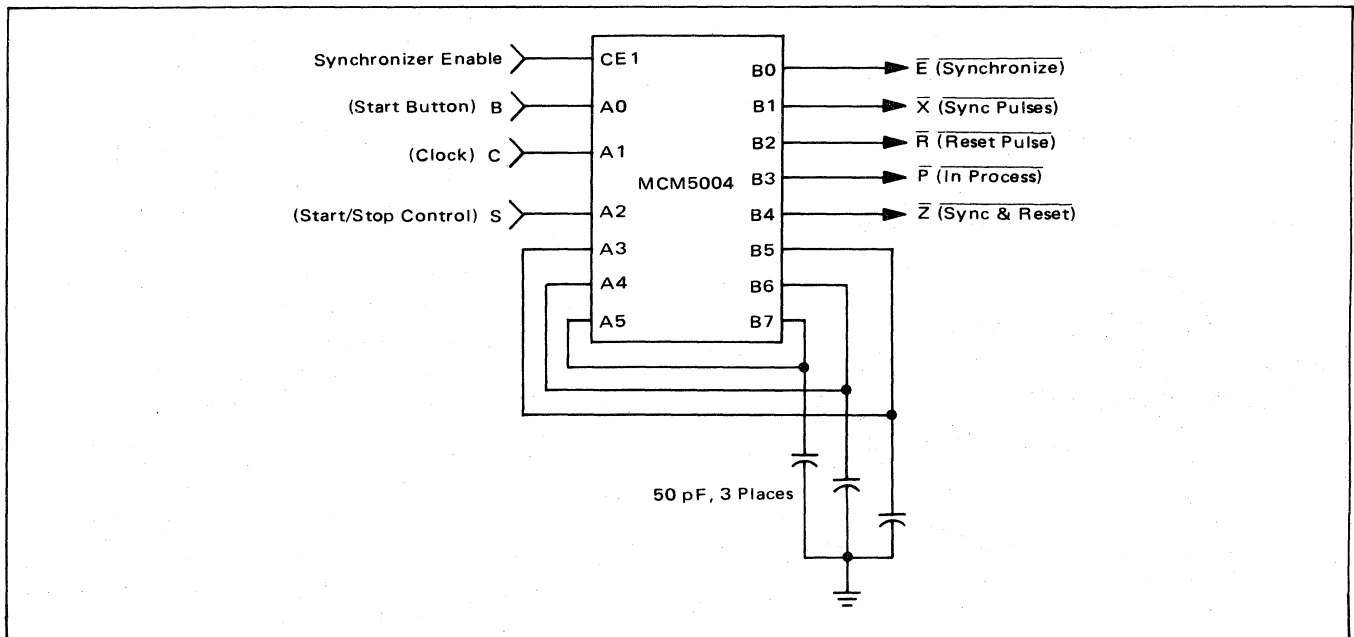 Synchronizer Enable CE1 B0 E̅ (Synchronize)
(Start Button) B A0 B1 X̅ (Sync Pulses)
(Clock) C A1 B2 R̅ (Reset Pulse)
MCM5004 B3 P̅ (In Process)
(Start/Stop Control) S A2 B4 Z̅ (Sync & Reset)
A3 B5
A4 B6
A5 B7
50 pF, 3 Places